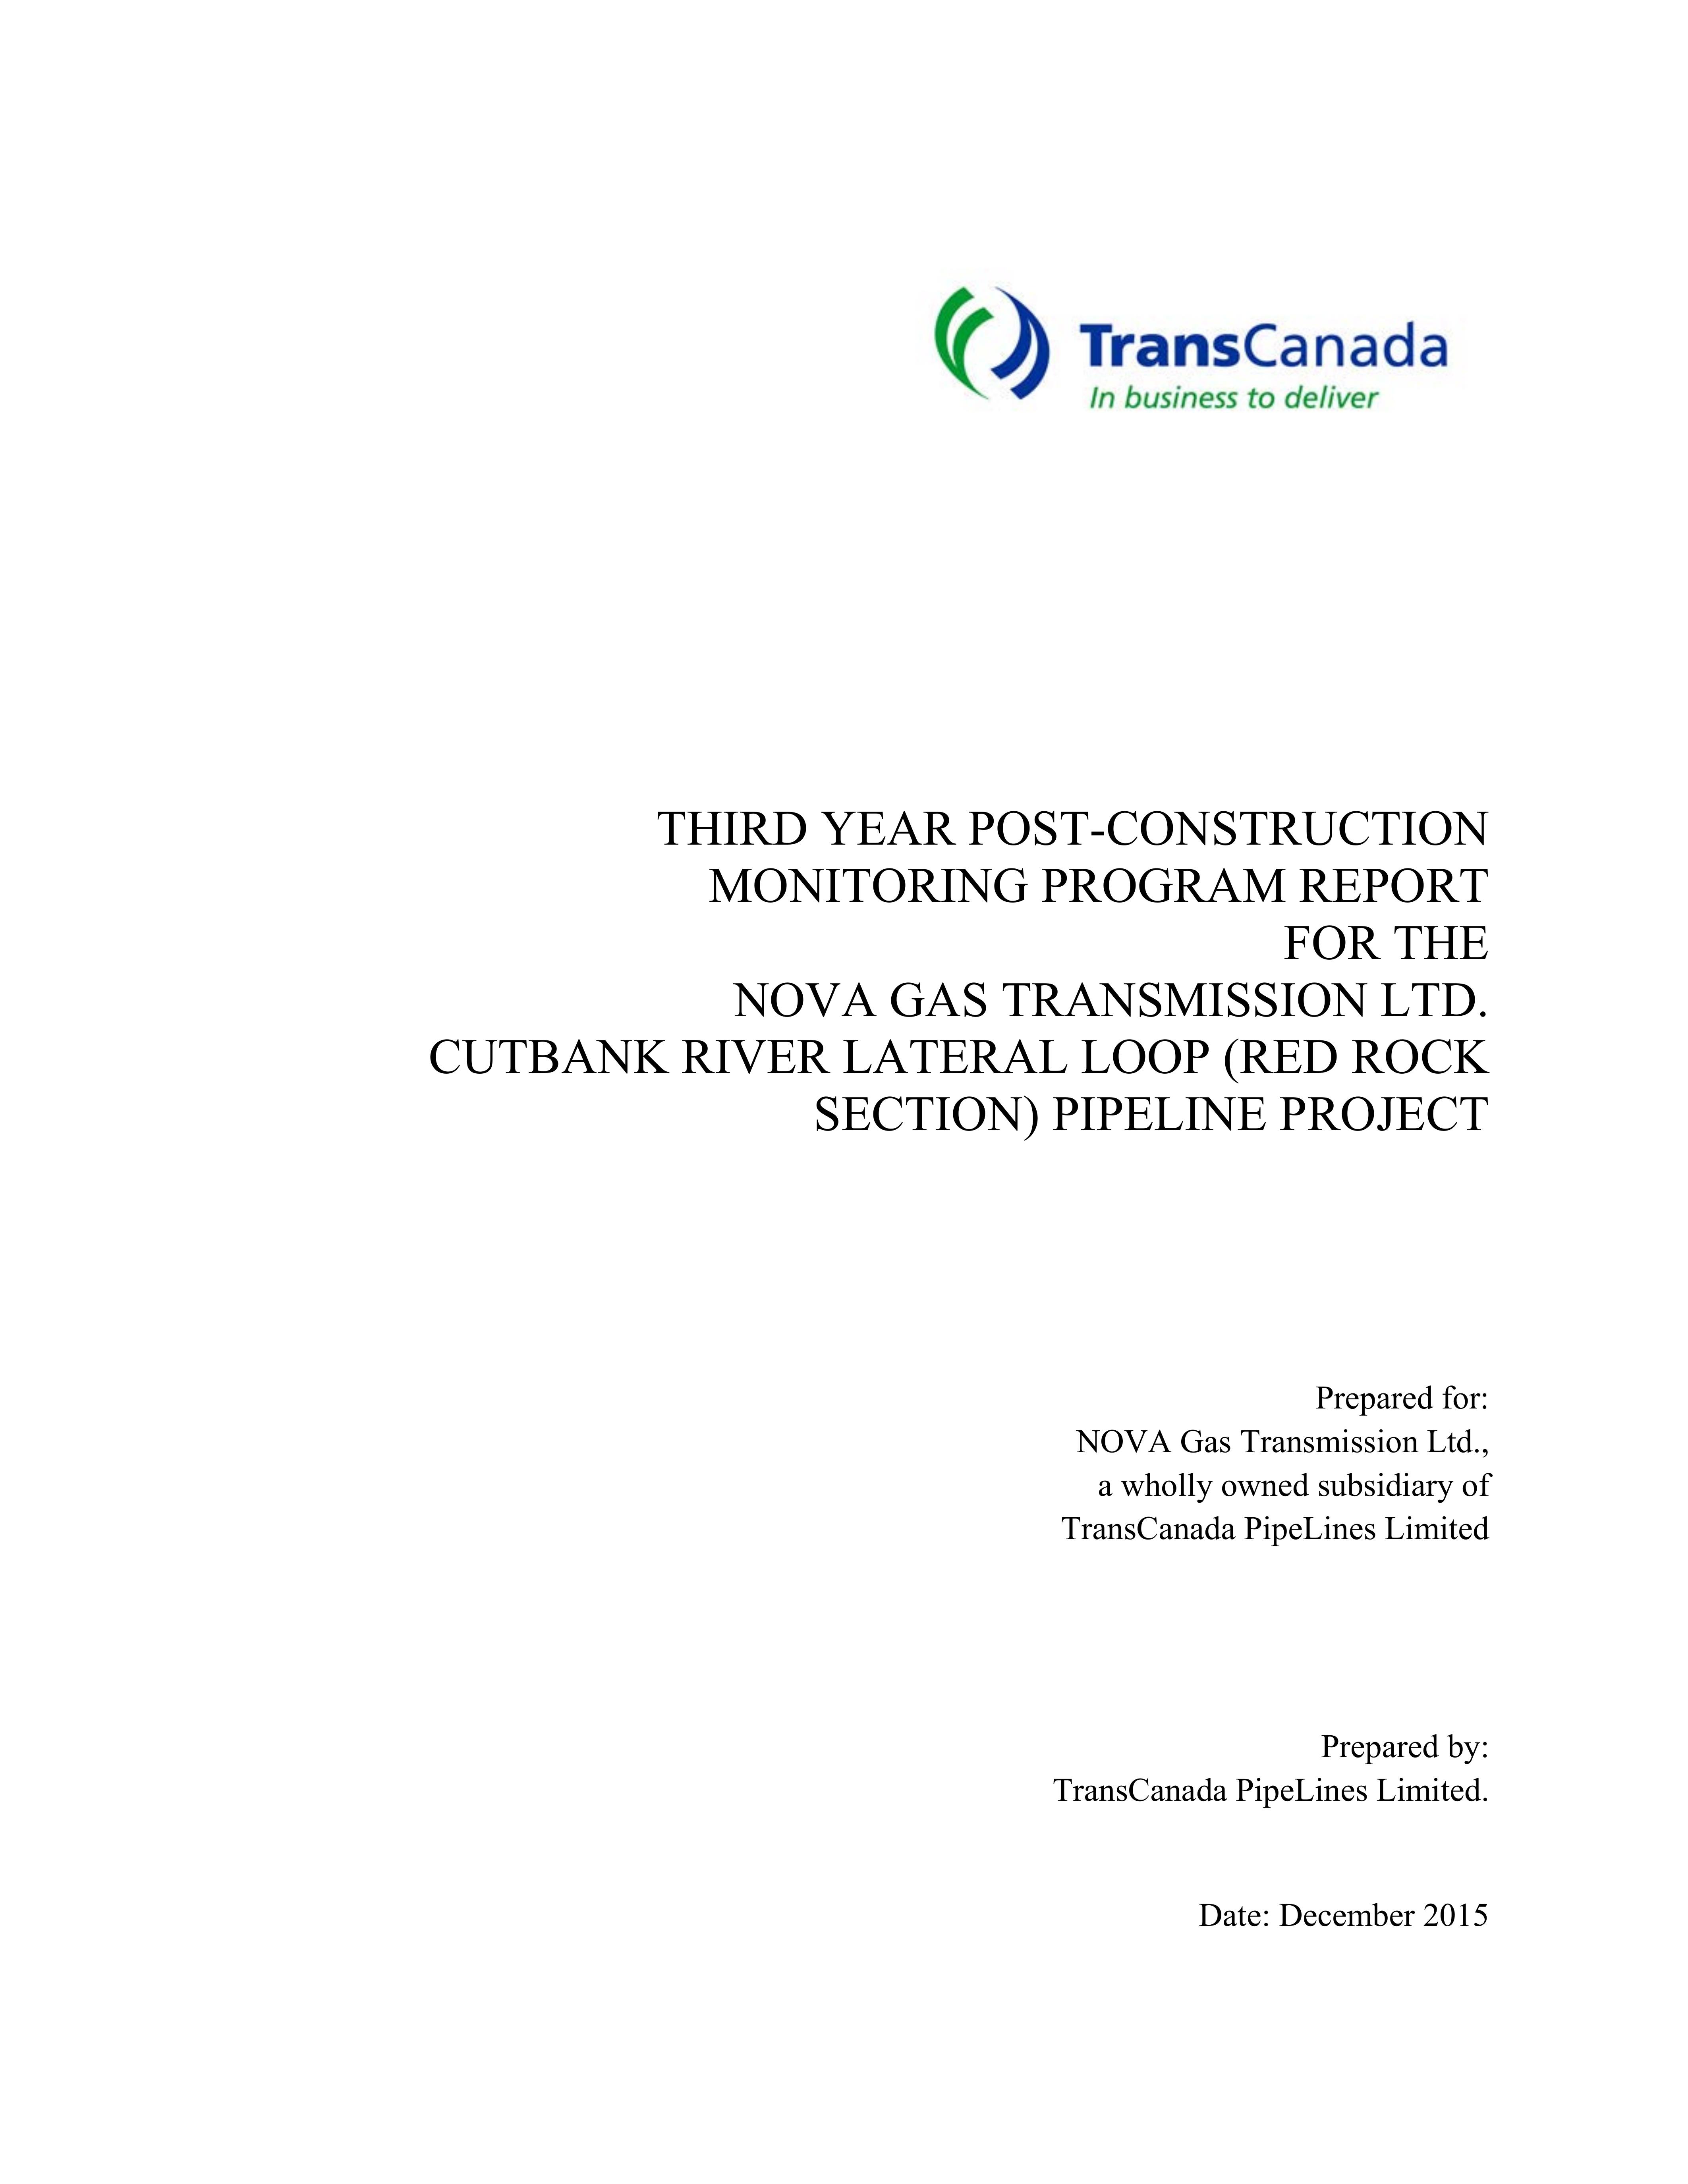 TransCanada
In business to deliver
THIRD YEAR POST-CONSTRUCTION
MONITORING PROGRAM REPORT
FOR THE
NOVA GAS TRANSMISSION LTD.
CUTBANK RIVER LATERAL LOOP (RED ROCK
SECTION) PIPELINE PROJECT
Prepared for:
NOVA Gas Transmission Ltd.,
a wholly owned subsidiary of
TransCanada PipeLines Limited
Prepared by:
TransCanada PipeLines Limited.
Date: December 2015